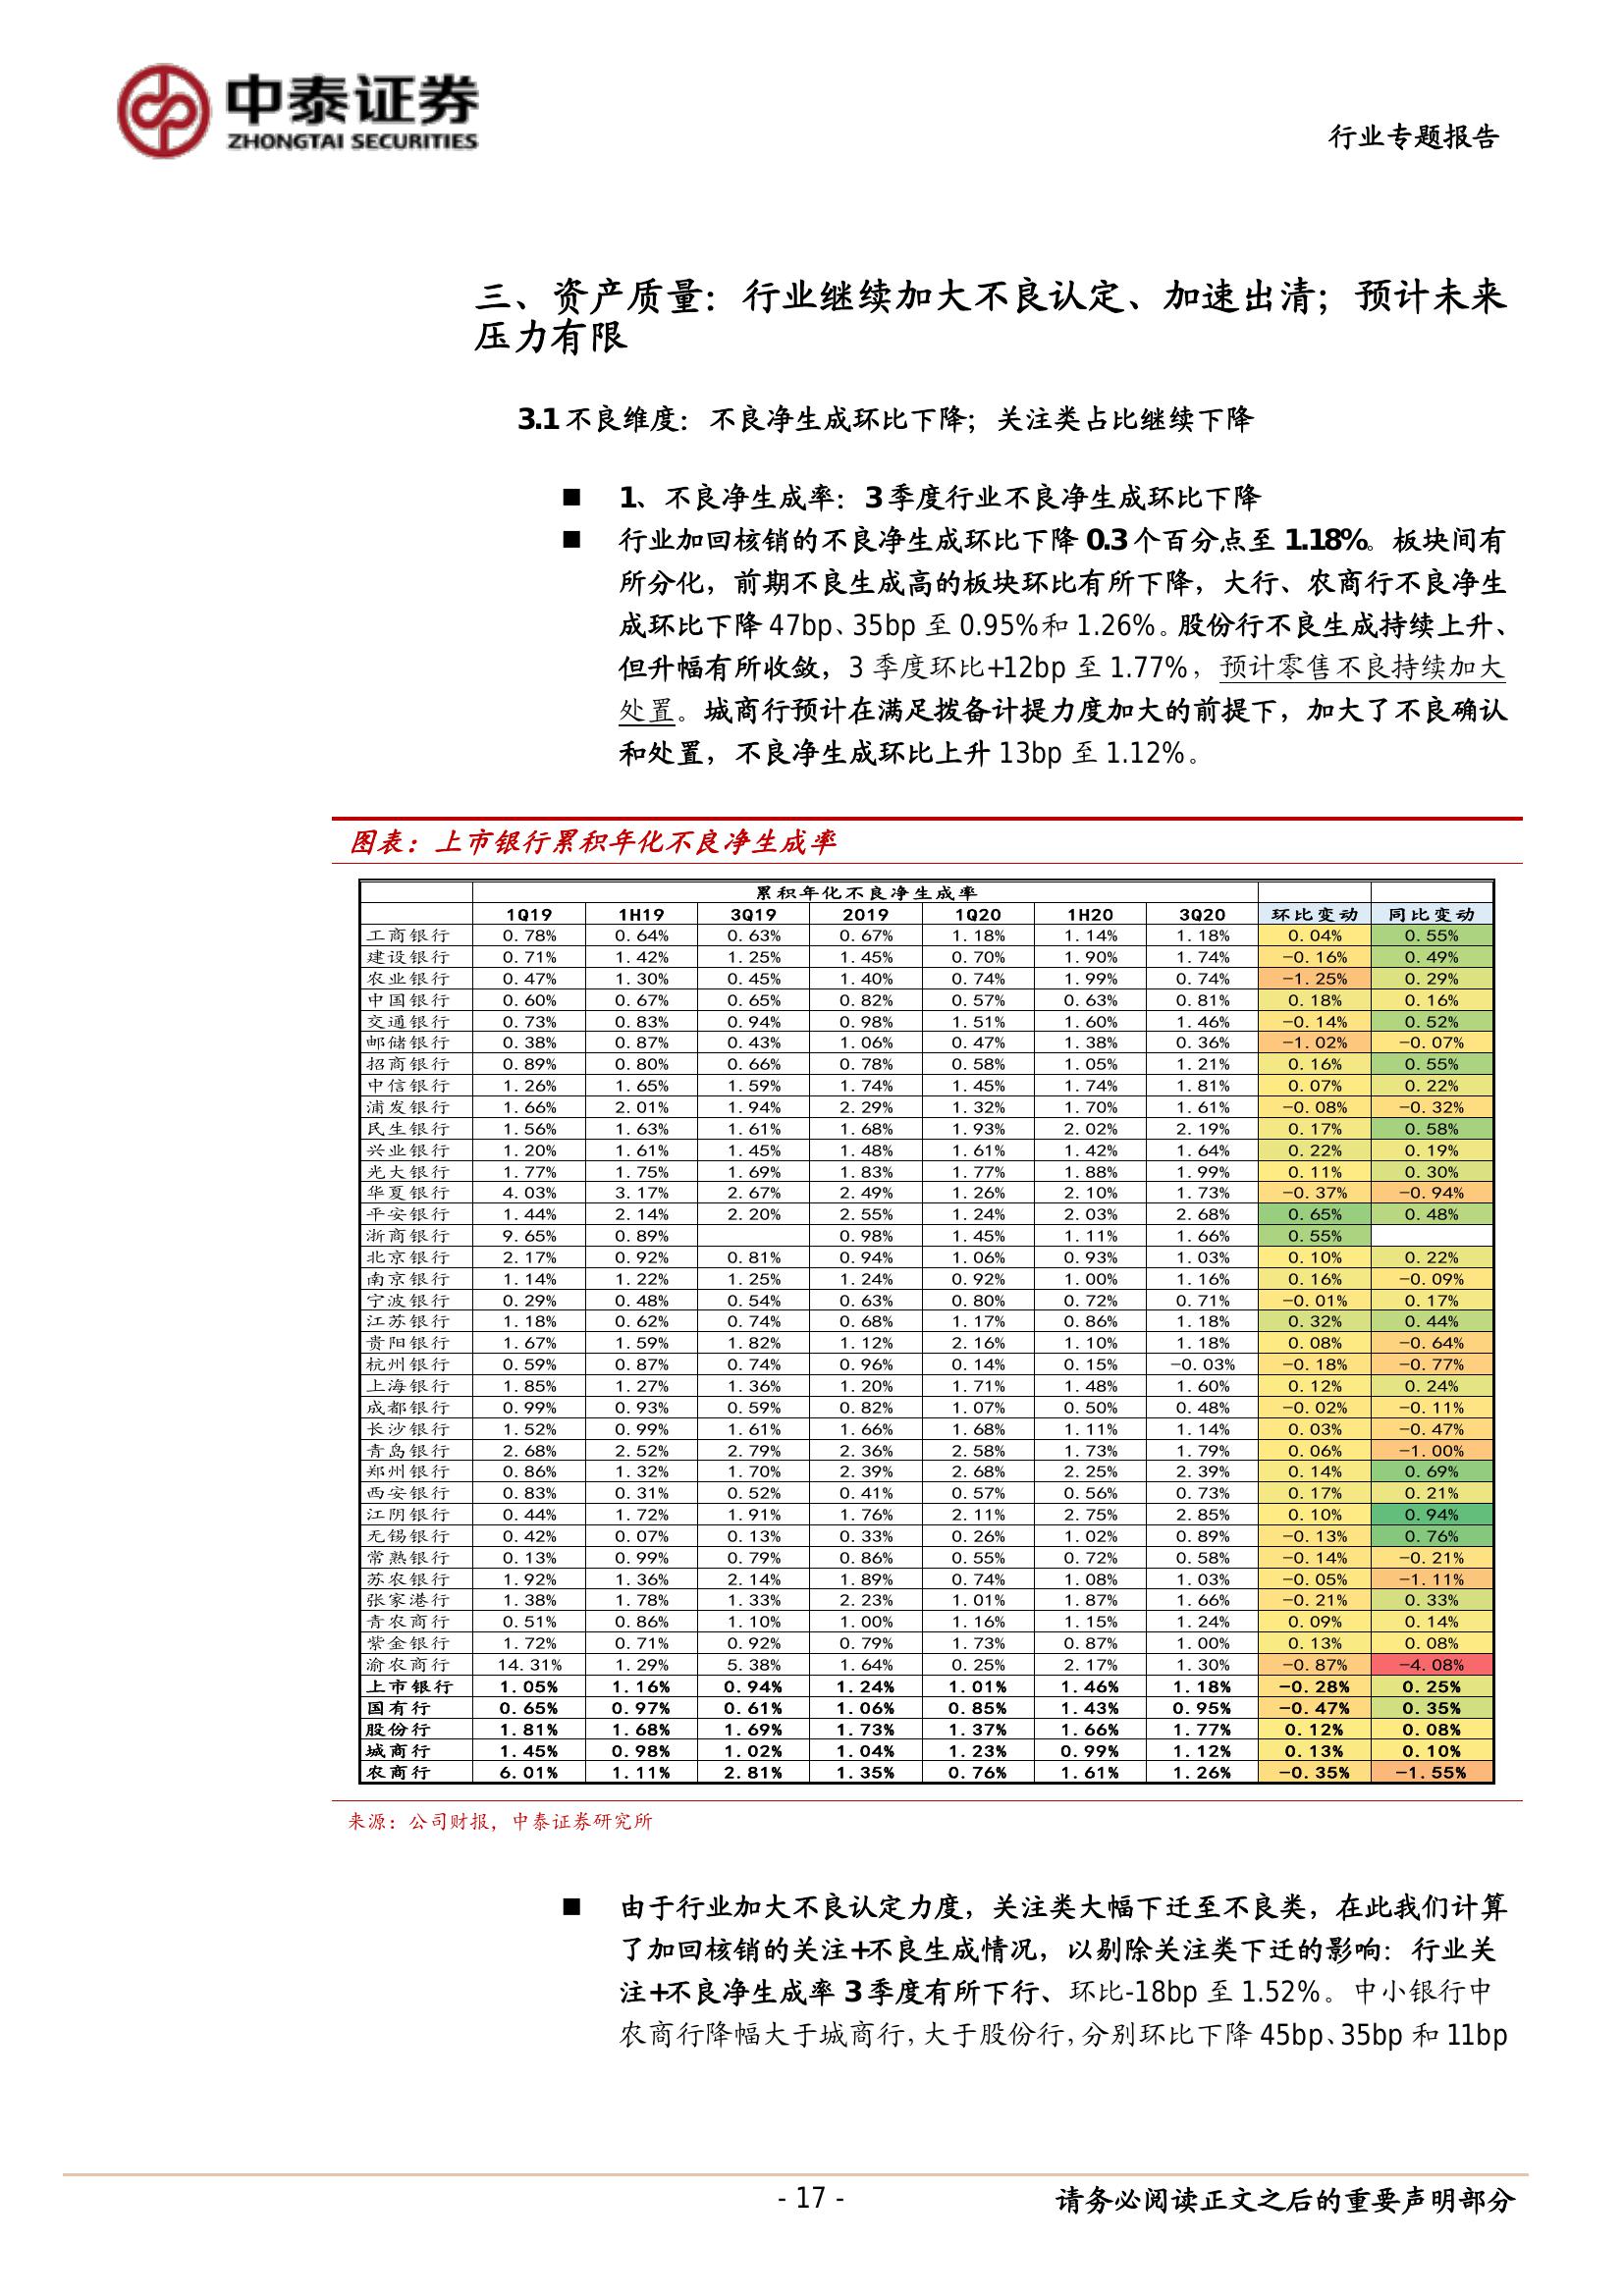 中泰证券
ZHONGTAI SECURITIES
行业专题报告
三、资产质量：行业继续加大不良认定、加速出清；预计未来
压力有限
3.1 不良维度：不良净生成环比下降；关注类占比继续下降
■ 1、不良净生成率：3 季度行业不良净生成环比下降
■ 行业加回核销的不良净生成环比下降 0.3 个百分点至 1.18%。板块间有
所分化，前期不良生成高的板块环比有所下降，大行、农商行不良净生
成环比下降 47bp、35bp 至 0.95%和 1.26%。股份行不良生成持续上升、
但升幅有所收敛，3 季度环比+12bp 至 1.77%，预计零售不良持续加大
处置。城商行预计在满足拨备计提力度加大的前提下，加大了不良确认
和处置，不良净生成环比上升 13bp 至 1.12%。
图表：上市银行累积年化不良净生成率
累积年化不良净生成率
1Q19 1H19 3Q19 2019 1Q20 1H20 3Q20 环比变动 同比变动
工商银行 0.78% 0.64% 0.63% 0.67% 1.18% 1.14% 1.18% 0.04% 0.55%
建设银行 0.71% 1.42% 1.25% 1.45% 0.70% 1.90% 1.74% -0.16% 0.49%
农业银行 0.47% 1.30% 0.45% 1.40% 0.74% 1.99% 0.74% -1.25% 0.29%
中国银行 0.60% 0.67% 0.65% 0.82% 0.57% 0.63% 0.81% 0.18% 0.16%
交通银行 0.73% 0.83% 0.94% 0.98% 1.51% 1.60% 1.46% -0.14% 0.52%
邮储银行 0.38% 0.87% 0.43% 1.06% 0.47% 1.38% 0.36% -1.02% -0.07%
招商银行 0.89% 0.80% 0.66% 0.78% 0.58% 1.05% 1.21% 0.16% 0.55%
中信银行 1.26% 1.65% 1.59% 1.74% 1.45% 1.74% 1.81% 0.07% 0.22%
浦发银行 1.66% 2.01% 1.94% 2.29% 1.32% 1.70% 1.61% -0.08% -0.32%
民生银行 1.56% 1.63% 1.61% 1.68% 1.93% 2.02% 2.19% 0.17% 0.58%
兴业银行 1.20% 1.61% 1.45% 1.48% 1.61% 1.42% 1.64% 0.22% 0.19%
光大银行 1.77% 1.75% 1.69% 1.83% 1.77% 1.88% 1.99% 0.11% 0.30%
华夏银行 4.03% 3.17% 2.67% 2.49% 1.26% 2.10% 1.73% -0.37% -0.94%
平安银行 1.44% 2.14% 2.20% 2.55% 1.24% 2.03% 2.68% 0.65% 0.48%
浙商银行 9.65% 0.89% 0.98% 1.45% 1.11% 1.66% 0.55%
北京银行 2.17% 0.92% 0.81% 0.94% 1.06% 0.93% 1.03% 0.10% 0.22%
南京银行 1.14% 1.22% 1.25% 1.24% 0.92% 1.00% 1.16% 0.16% -0.09%
宁波银行 0.29% 0.48% 0.54% 0.63% 0.80% 0.72% 0.71% -0.01% 0.17%
江苏银行 1.18% 0.62% 0.74% 0.68% 1.17% 0.86% 1.18% 0.32% 0.44%
贵阳银行 1.67% 1.59% 1.82% 1.12% 2.16% 1.10% 1.18% 0.08% -0.64%
杭州银行 0.59% 0.87% 0.74% 0.96% 0.14% 0.15% -0.03% -0.18% -0.77%
上海银行 1.85% 1.27% 1.36% 1.20% 1.71% 1.48% 1.60% 0.12% 0.24%
成都银行 0.99% 0.93% 0.59% 0.82% 1.07% 0.50% 0.48% -0.02% -0.11%
长沙银行 1.52% 0.99% 1.61% 1.66% 1.68% 1.11% 1.14% 0.03% -0.47%
青岛银行 2.68% 2.52% 2.79% 2.36% 2.58% 1.73% 1.79% 0.06% -1.00%
郑州银行 0.86% 1.32% 1.70% 2.39% 2.68% 2.25% 2.39% 0.14% 0.69%
西安银行 0.83% 0.31% 0.52% 0.41% 0.57% 0.56% 0.73% 0.17% 0.21%
江阴银行 0.44% 1.72% 1.91% 1.76% 2.11% 2.75% 2.85% 0.10% 0.94%
无锡银行 0.42% 0.07% 0.13% 0.33% 0.26% 1.02% 0.89% -0.13% 0.76%
常熟银行 0.13% 0.99% 0.79% 0.86% 0.55% 0.72% 0.58% -0.14% -0.21%
苏农银行 1.92% 1.36% 2.14% 1.89% 0.74% 1.08% 1.03% -0.05% -1.11%
张家港行 1.38% 1.78% 1.33% 2.23% 1.01% 1.87% 1.66% -0.21% 0.33%
青农商行 0.51% 0.86% 1.10% 1.00% 1.16% 1.15% 1.24% 0.09% 0.14%
紫金银行 1.72% 0.71% 0.92% 0.79% 1.73% 0.87% 1.00% 0.13% 0.08%
渝农商行 14.31% 1.29% 5.38% 1.64% 0.25% 2.17% 1.30% -0.87% -4.08%
上市银行 1.05% 1.16% 0.94% 1.24% 1.01% 1.46% 1.18% -0.28% 0.25%
国有行 0.65% 0.97% 0.61% 1.06% 0.85% 1.43% 0.95% -0.47% 0.35%
股份行 1.81% 1.68% 1.69% 1.73% 1.37% 1.66% 1.77% 0.12% 0.08%
城商行 1.45% 0.98% 1.02% 1.04% 1.23% 0.99% 1.12% 0.13% 0.10%
农商行 6.01% 1.11% 2.81% 1.35% 0.76% 1.61% 1.26% -0.35% -1.55%
来源：公司财报，中泰证券研究所
■ 由于行业加大不良认定力度，关注类大幅下迁至不良类，在此我们计算
了加回核销的关注+不良生成情况，以剔除关注类下迁的影响：行业关
注+不良净生成率 3 季度有所下行、环比-18bp 至 1.52%。中小银行中
农商行降幅大于城商行，大于股份行，分别环比下降 45bp、35bp 和 11bp
- 17 -
请务必阅读正文之后的重要声明部分